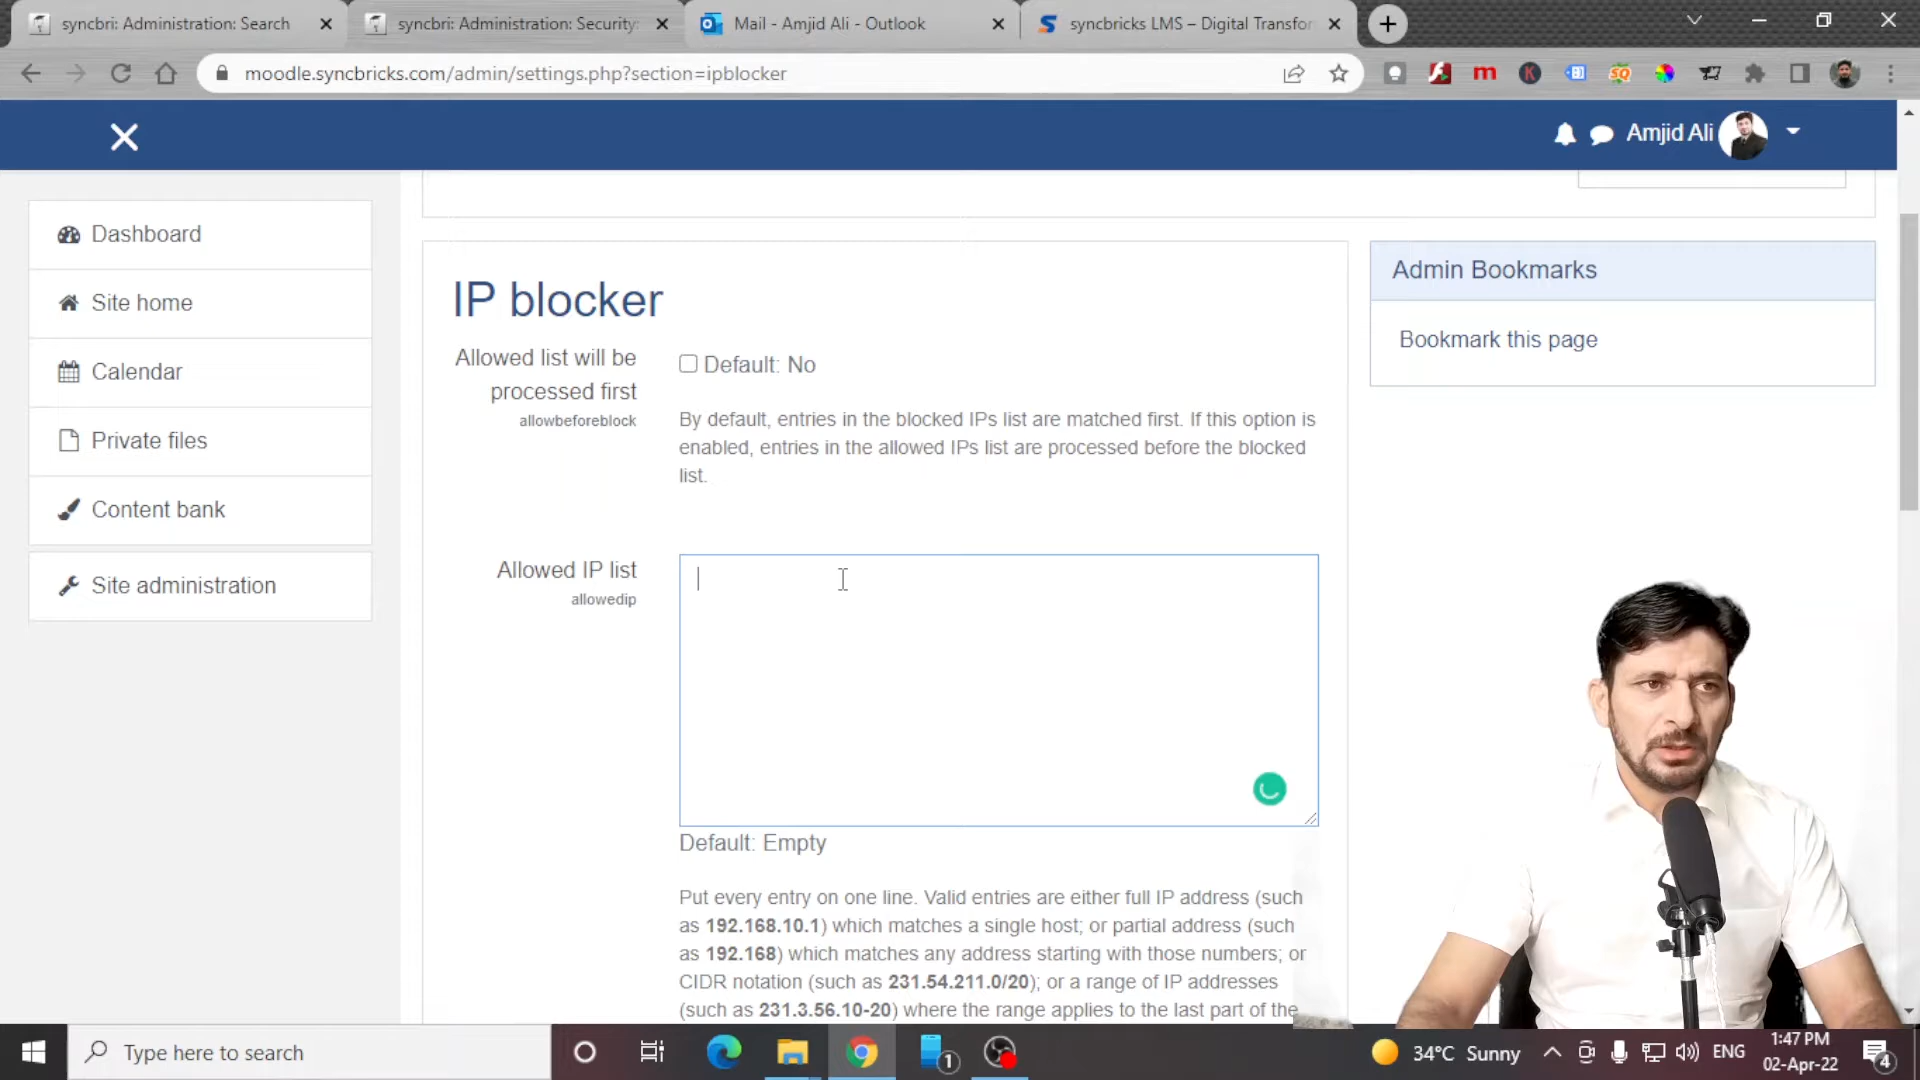 syncbri: Administration: Search
syncbri: Administration: Security:
Mail - Amjid Ali - Outlook
syncbricks LMS – Digital Transfor
moodle.syncbricks.com/admin/settings.php?section=ipblocker
Amjid Ali
Dashboard
Site home
Calendar
Private files
Content bank
Site administration
IP blocker
Allowed list will be
processed first
allowbeforeblock
Default: No
By default, entries in the blocked IPs list are matched first. If this option is
enabled, entries in the allowed IPs list are processed before the blocked
list.
Allowed IP list
allowedip
Default: Empty
Put every entry on one line. Valid entries are either full IP address (such
as 192.168.10.1) which matches a single host; or partial address (such
as 192.168) which matches any address starting with those numbers; or
CIDR notation (such as 231.54.211.0/20); or a range of IP addresses
(such as 231.3.56.10-20) where the range applies to the last part of the
Admin Bookmarks
Bookmark this page
Type here to search
1
34°C Sunny
ENG
1:47 PM
02-Apr-22
4